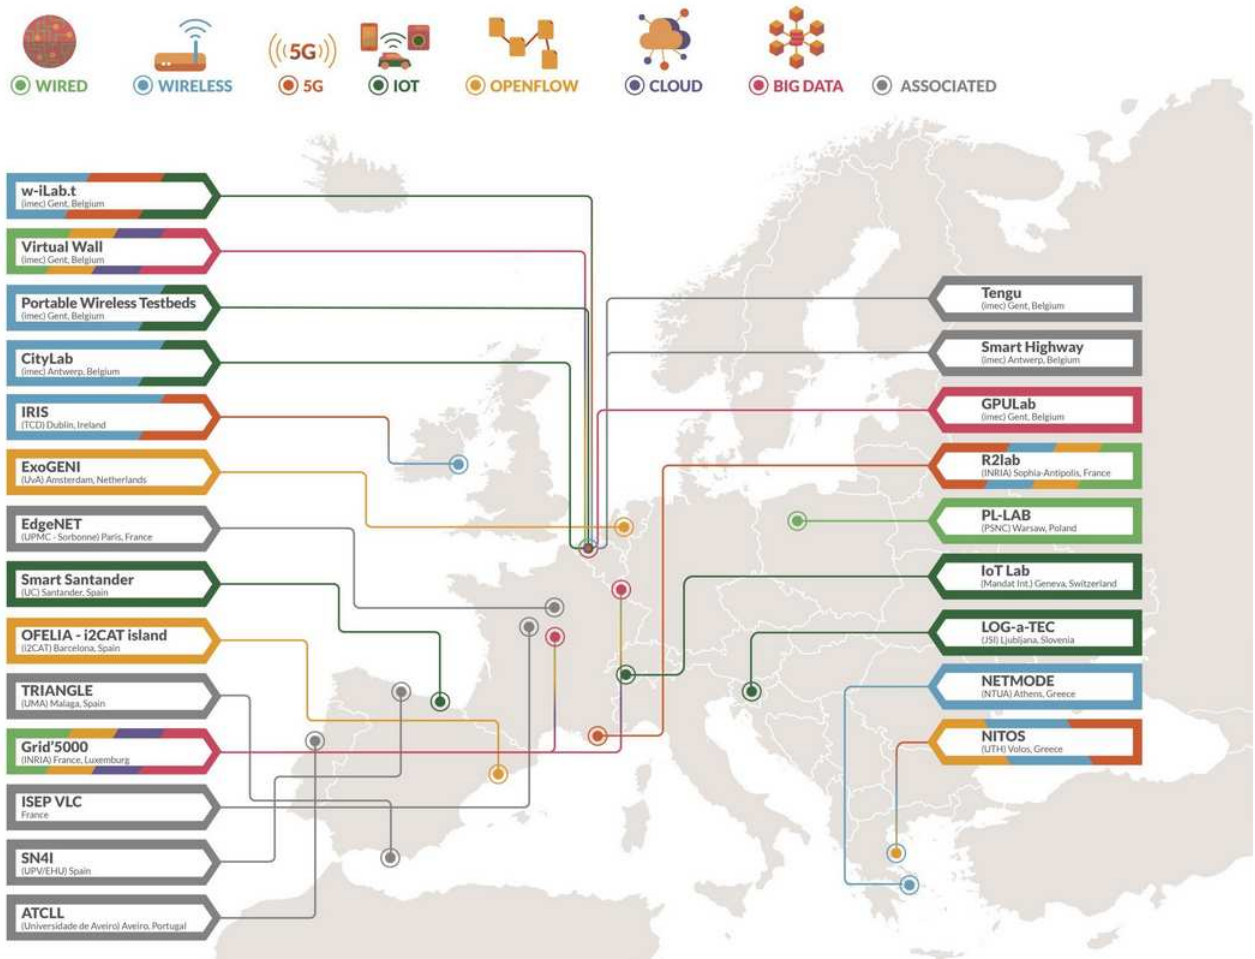 5G
WIRED
WIRELESS
5G
IOT
OPENFLOW
CLOUD
BIG DATA
ASSOCIATED
w-iLab.t
(imec) Gent, Belgium
Virtual Wall
(imec) Gent, Belgium
Portable Wireless Testbeds
(imec) Gent, Belgium
CityLab
(imec) Antwerp, Belgium
IRIS
(TCD) Dublin, Ireland
ExoGENI
(UvA) Amsterdam, Netherlands
EdgeNET
(UPMC - Sorbonne) Paris, France
Smart Santander
(UC) Santander, Spain
OFELIA - i2CAT island
(i2CAT) Barcelona, Spain
TRIANGLE
(UMA) Malaga, Spain
Grid'5000
(INRIA) France, Luxemburg
ISEP VLC
France
SN4I
(UPV/EHU) Spain
ATCLL
(Universidade de Aveiro) Aveiro, Portugal
Tengu
(imec) Gent, Belgium
Smart Highway
(imec) Antwerp, Belgium
GPULab
(imec) Gent, Belgium
R2lab
(INRIA) Sophia-Antipolis, France
PL-LAB
(PSNC) Warsaw, Poland
IoT Lab
(Mandat Int.) Geneva, Switzerland
LOG-a-TEC
(JSI) Ljubljana, Slovenia
NETMODE
(NTUA) Athens, Greece
NITOS
(UTH) Volos, Greece